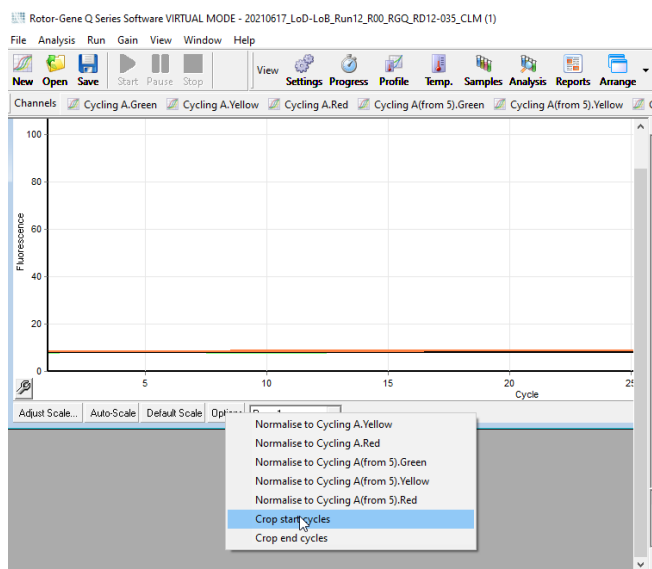 Rotor-Gene Q Series Software VIRTUAL MODE - 20210617_LoD-LoB_Run12_R00_RGQ_RD12-035_CLM (1)
File Analysis Run Gain View Window Help
New Open Save Start Pause Stop View Settings Progress Profile Temp. Samples Analysis Reports Arrange
Channels Cycling A.Green Cycling A.Yellow Cycling A.Red Cycling A(from 5).Green Cycling A(from 5).Yellow
100
80
60
40
20
0
Fluorescence
5 10 15 20
Cycle
Adjust Scale... Auto-Scale Default Scale
Normalise to Cycling A.Yellow
Normalise to Cycling A.Red
Normalise to Cycling A(from 5).Green
Normalise to Cycling A(from 5).Yellow
Normalise to Cycling A(from 5).Red
Crop start cycles
Crop end cycles